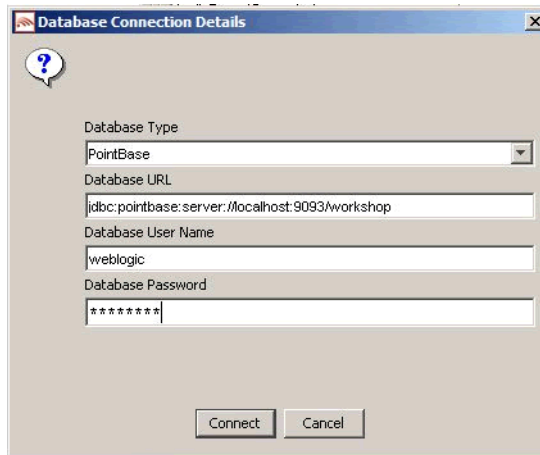 Database Connection Details
Database Type
PointBase
Database URL
jdbc:pointbase:server://localhost:9093/workshop
Database User Name
weblogic
Database Password
********
Connect Cancel